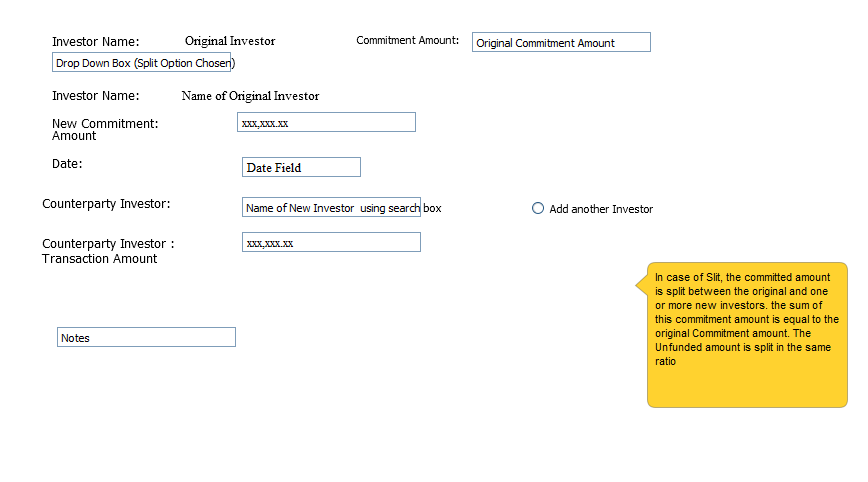 Investor Name: Original Investor Commitment Amount: Original Commitment Amount
Drop Down Box (Split Option Chosen)
Investor Name: Name of Original Investor
New Commitment: xxx,xxx.xx
Amount
Date: Date Field
Counterparty Investor: Name of New Investor using search box Add another Investor
Counterparty Investor : xxx,xxx.xx
Transaction Amount
In case of Slit, the committed amount
is split between the original and one
or more new investors. the sum of
this commitment amount is equal to the
original Commitment amount. The
Unfunded amount is split in the same
ratio
Notes